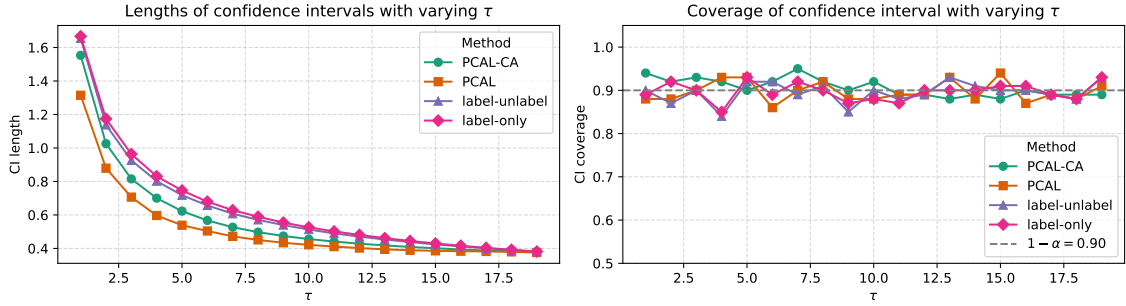 Lengths of confidence intervals with varying τ
CI length
1.6
1.4
1.2
1.0
0.8
0.6
0.4
Method
PCAL-CA
PCAL
label-unlabel
label-only
2.5 5.0 7.5 10.0 12.5 15.0 17.5
τ
Coverage of confidence interval with varying τ
CI coverage
1.0
0.9
0.8
0.7
0.6
0.5
Method
PCAL-CA
PCAL
label-unlabel
label-only
1 − α = 0.90
2.5 5.0 7.5 10.0 12.5 15.0 17.5
τ